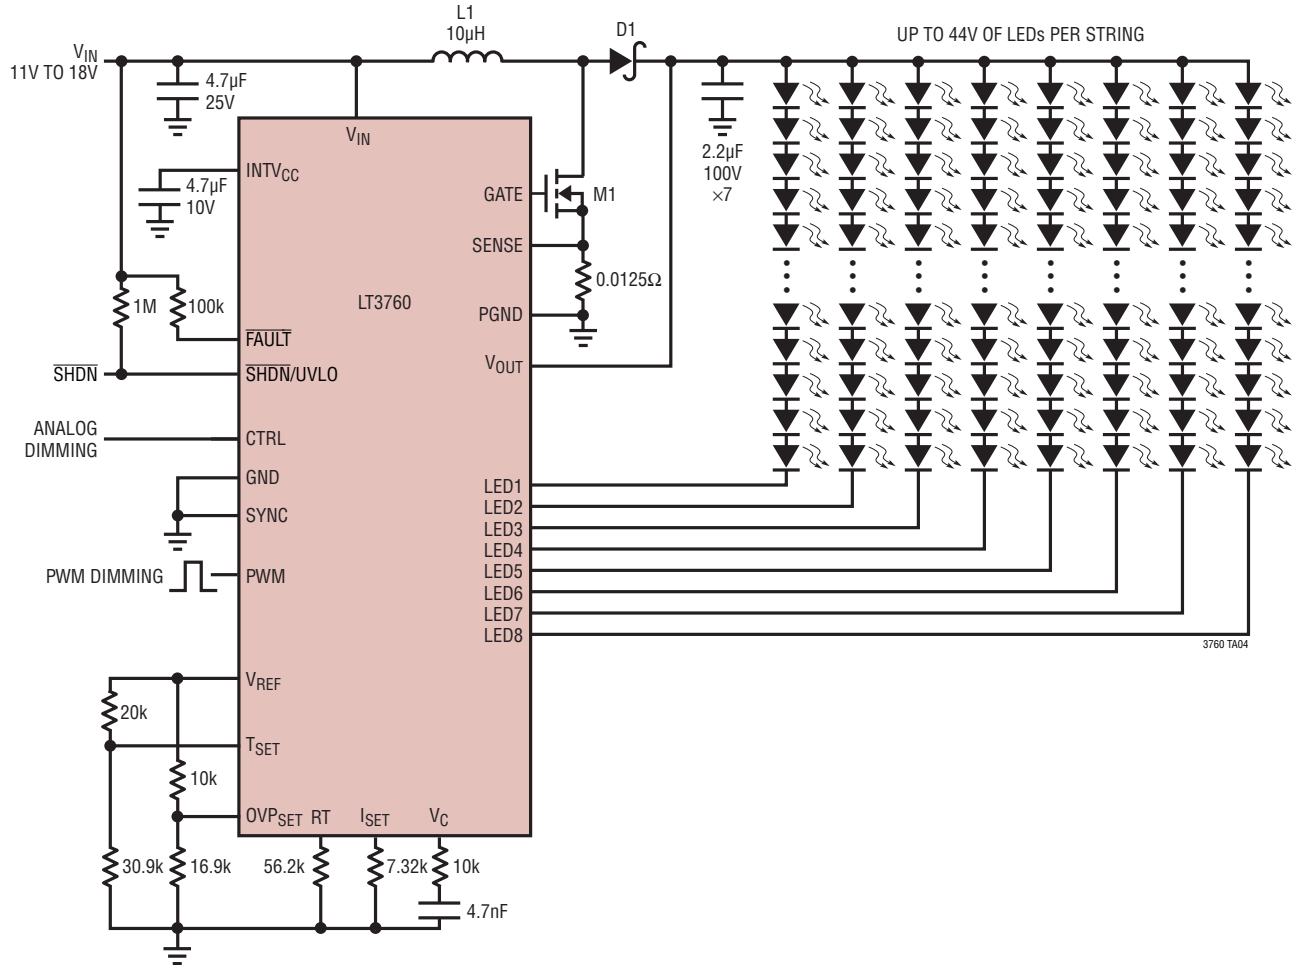 L1
10µH
D1
UP TO 44V OF LEDs PER STRING
VIN
11V TO 18V
4.7µF
25V
VIN
2.2µF
100V
×7
INTVCC
4.7µF
10V
GATE
M1
SENSE
0.0125Ω
1M
100k
LT3760
PGND
FAULT
VOUT
SHDN
SHDN/UVLO
ANALOG
DIMMING
CTRL
GND
SYNC
PWM DIMMING
PWM
LED1
LED2
LED3
LED4
LED5
LED6
LED7
LED8
3760 TA04
VREF
20k
TSET
10k
OVPSET
RT
ISET
VC
30.9k
16.9k
56.2k
7.32k
10k
4.7nF